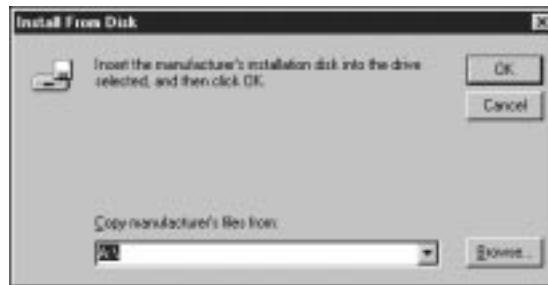 Install From Disk
Insert the manufacturer's installation disk into the drive
selected, and then click OK.
OK
Cancel
Copy manufacturer's files from:
A:\
Browse...